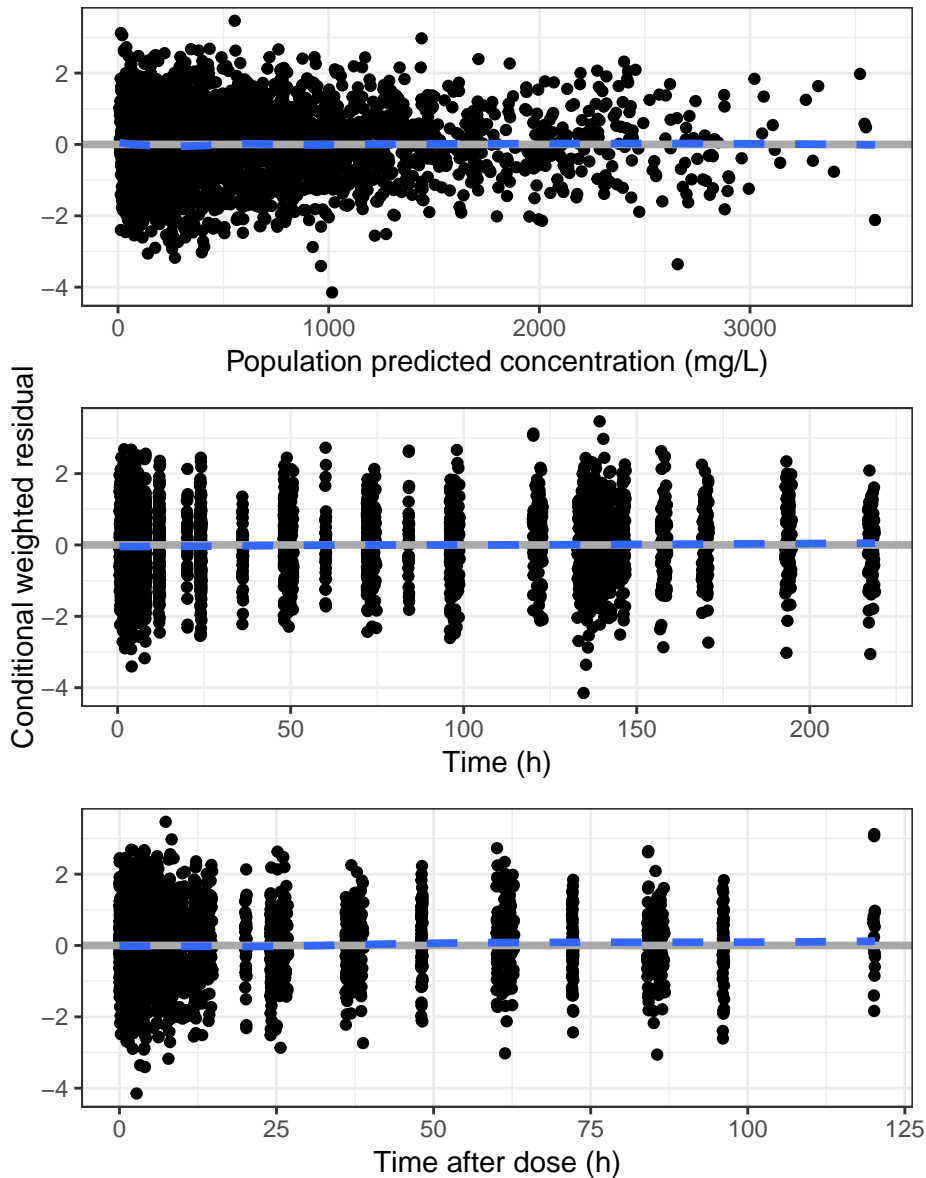 2
0
−2
−4
0 1000 2000 3000
Population predicted concentration (mg/L)
Conditional weighted residual
2
0
−2
−4
0 50 100 150 200
Time (h)
2
0
−2
−4
0 25 50 75 100 125
Time after dose (h)